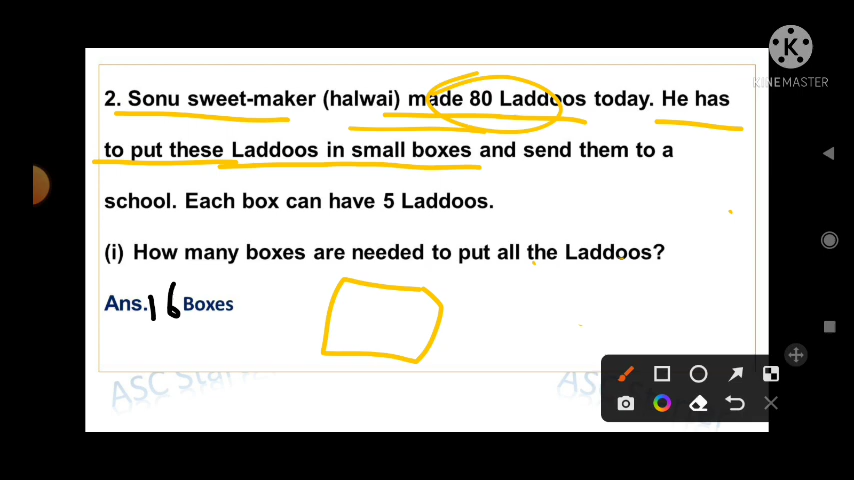 KINEMASTER
2. Sonu sweet-maker (halwai) made 80 Laddoos today. He has
to put these Laddoos in small boxes and send them to a
school. Each box can have 5 Laddoos.
(i) How many boxes are needed to put all the Laddoos?
Ans. 16 Boxes